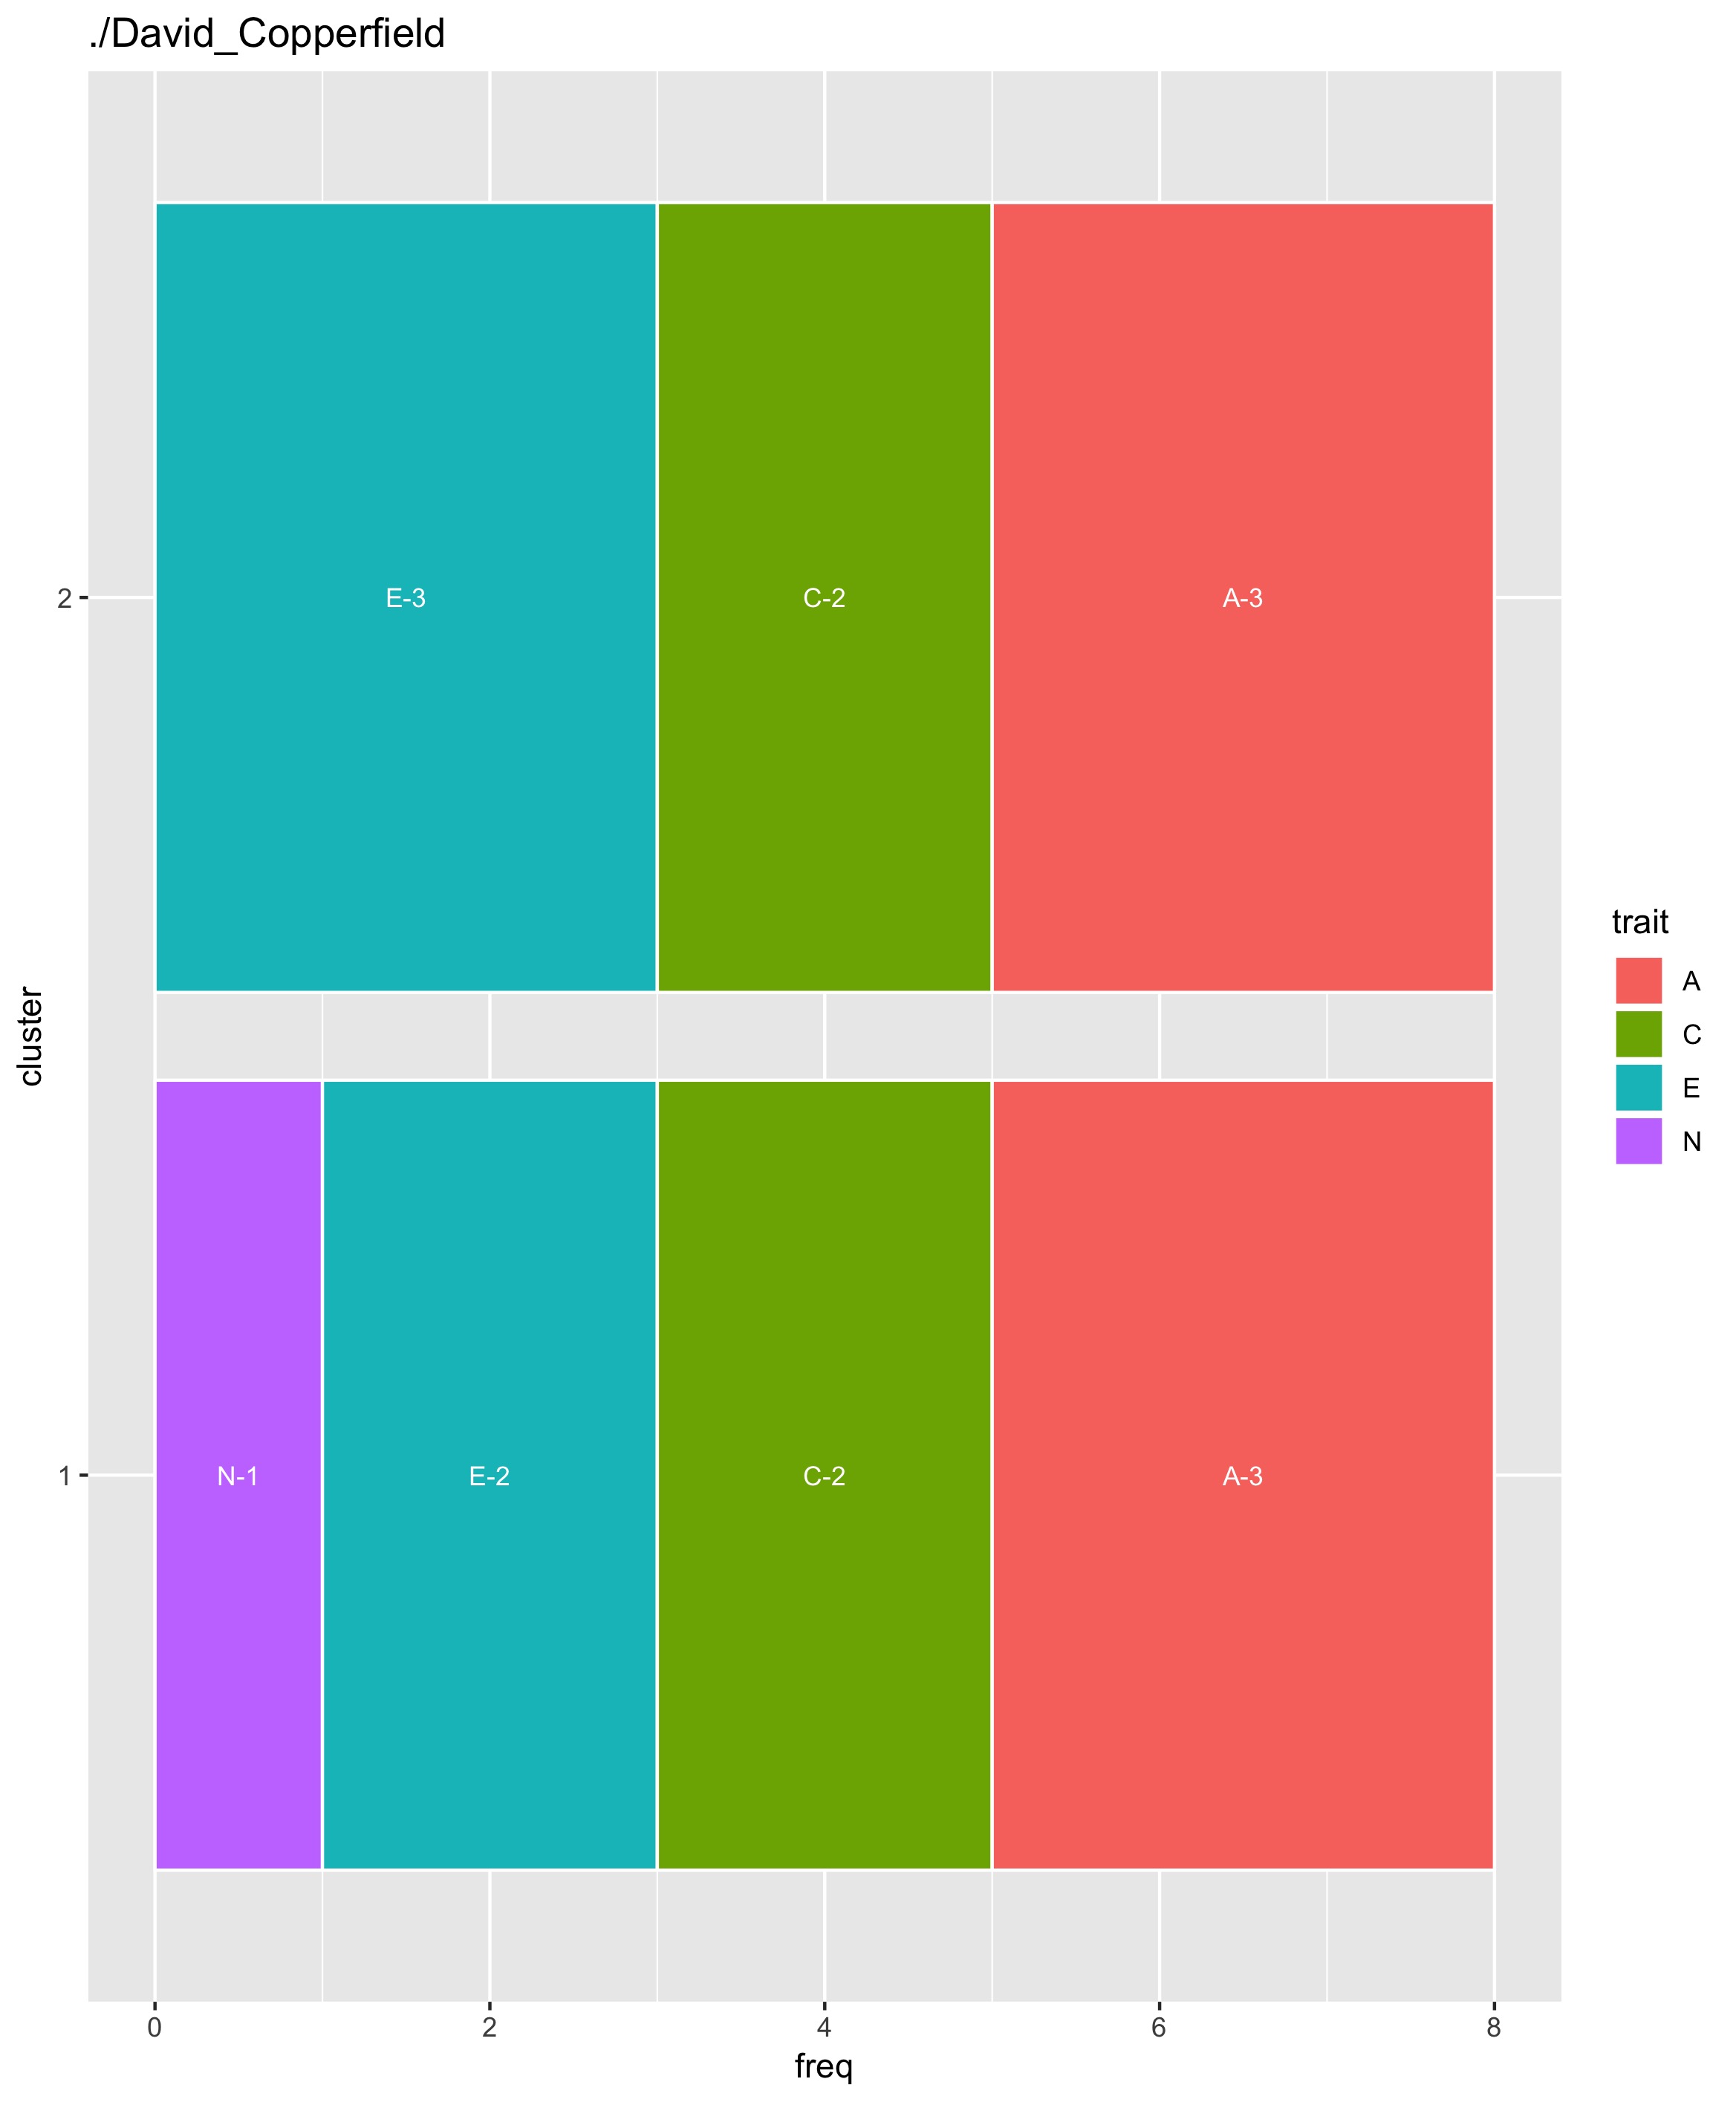 ./David_Copperfield
cluster
2
E-3
C-2
A-3
1
N-1
E-2
C-2
A-3
0
2
4
6
8
freq
trait
A
C
E
N